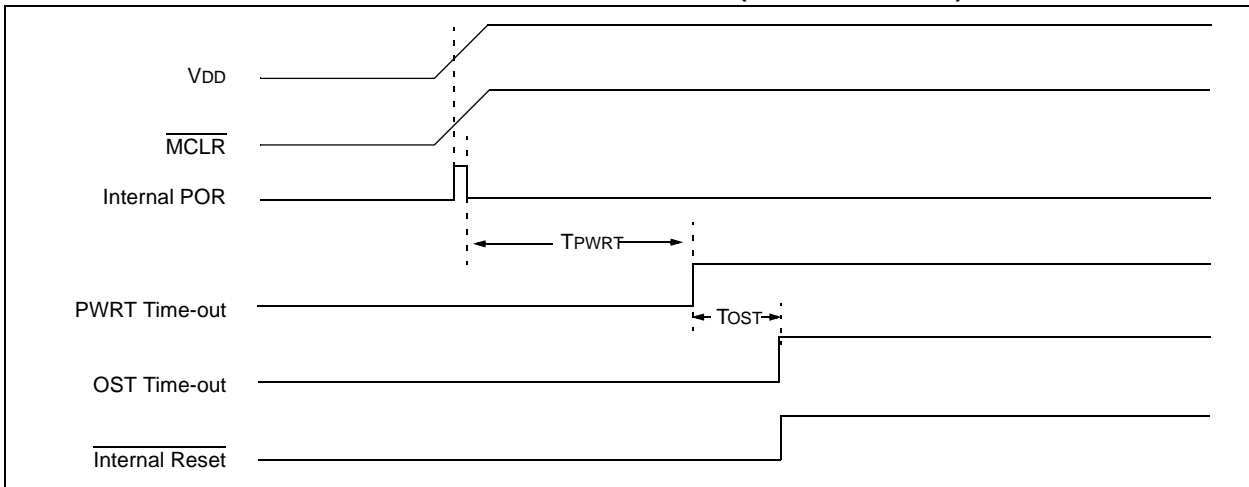 VDD
MCLR
Internal POR
TPWRT
PWRT Time-out
TOST
OST Time-out
Internal Reset